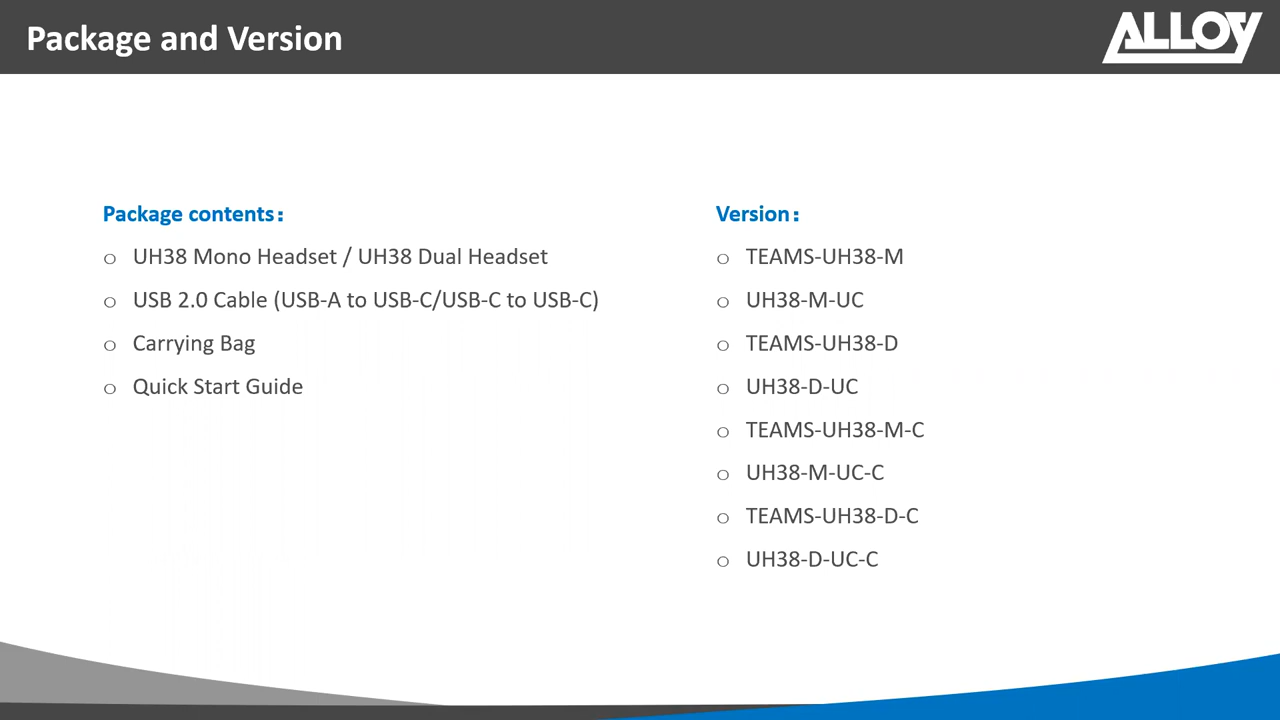 Package and Version
ALLOY
Package contents：
UH38 Mono Headset / UH38 Dual Headset
USB 2.0 Cable (USB-A to USB-C/USB-C to USB-C)
Carrying Bag
Quick Start Guide
Version：
TEAMS-UH38-M
UH38-M-UC
TEAMS-UH38-D
UH38-D-UC
TEAMS-UH38-M-C
UH38-M-UC-C
TEAMS-UH38-D-C
UH38-D-UC-C